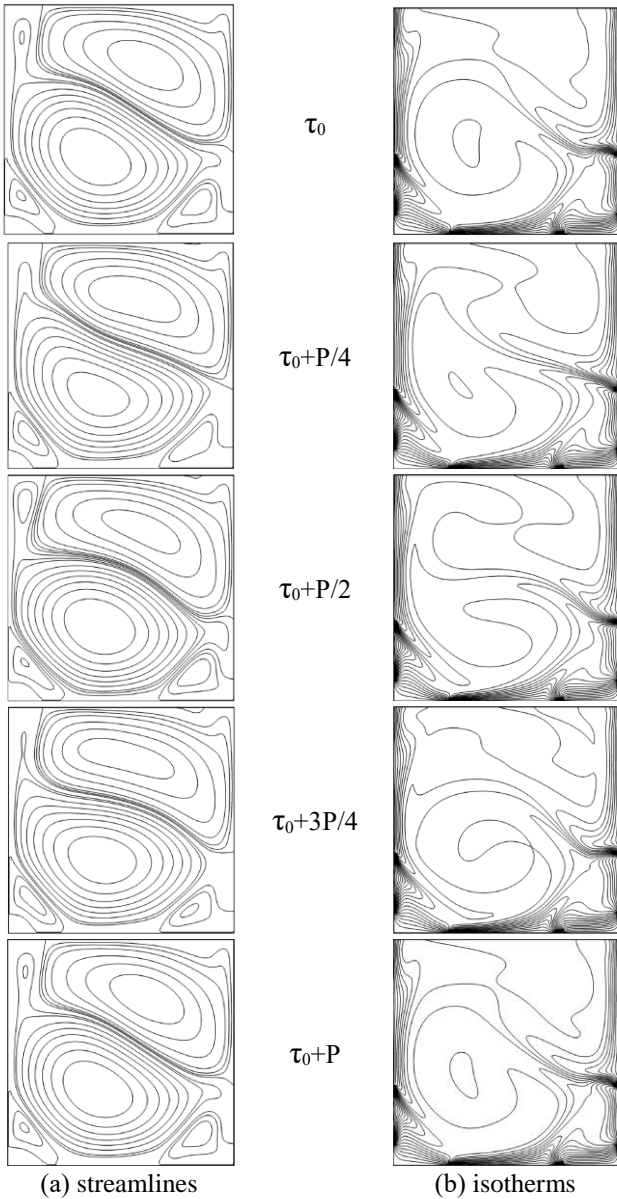 τ₀
τ₀+P/4
τ₀+P/2
τ₀+3P/4
τ₀+P
(a) streamlines
(b) isotherms